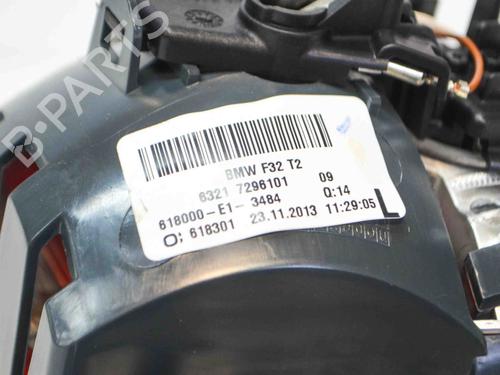 B-PARTS
BMW F32 T2
6321 7296101 09
618000-E1- 3484 Q:14
O; 618301 23.11.2013 11:29:05 L